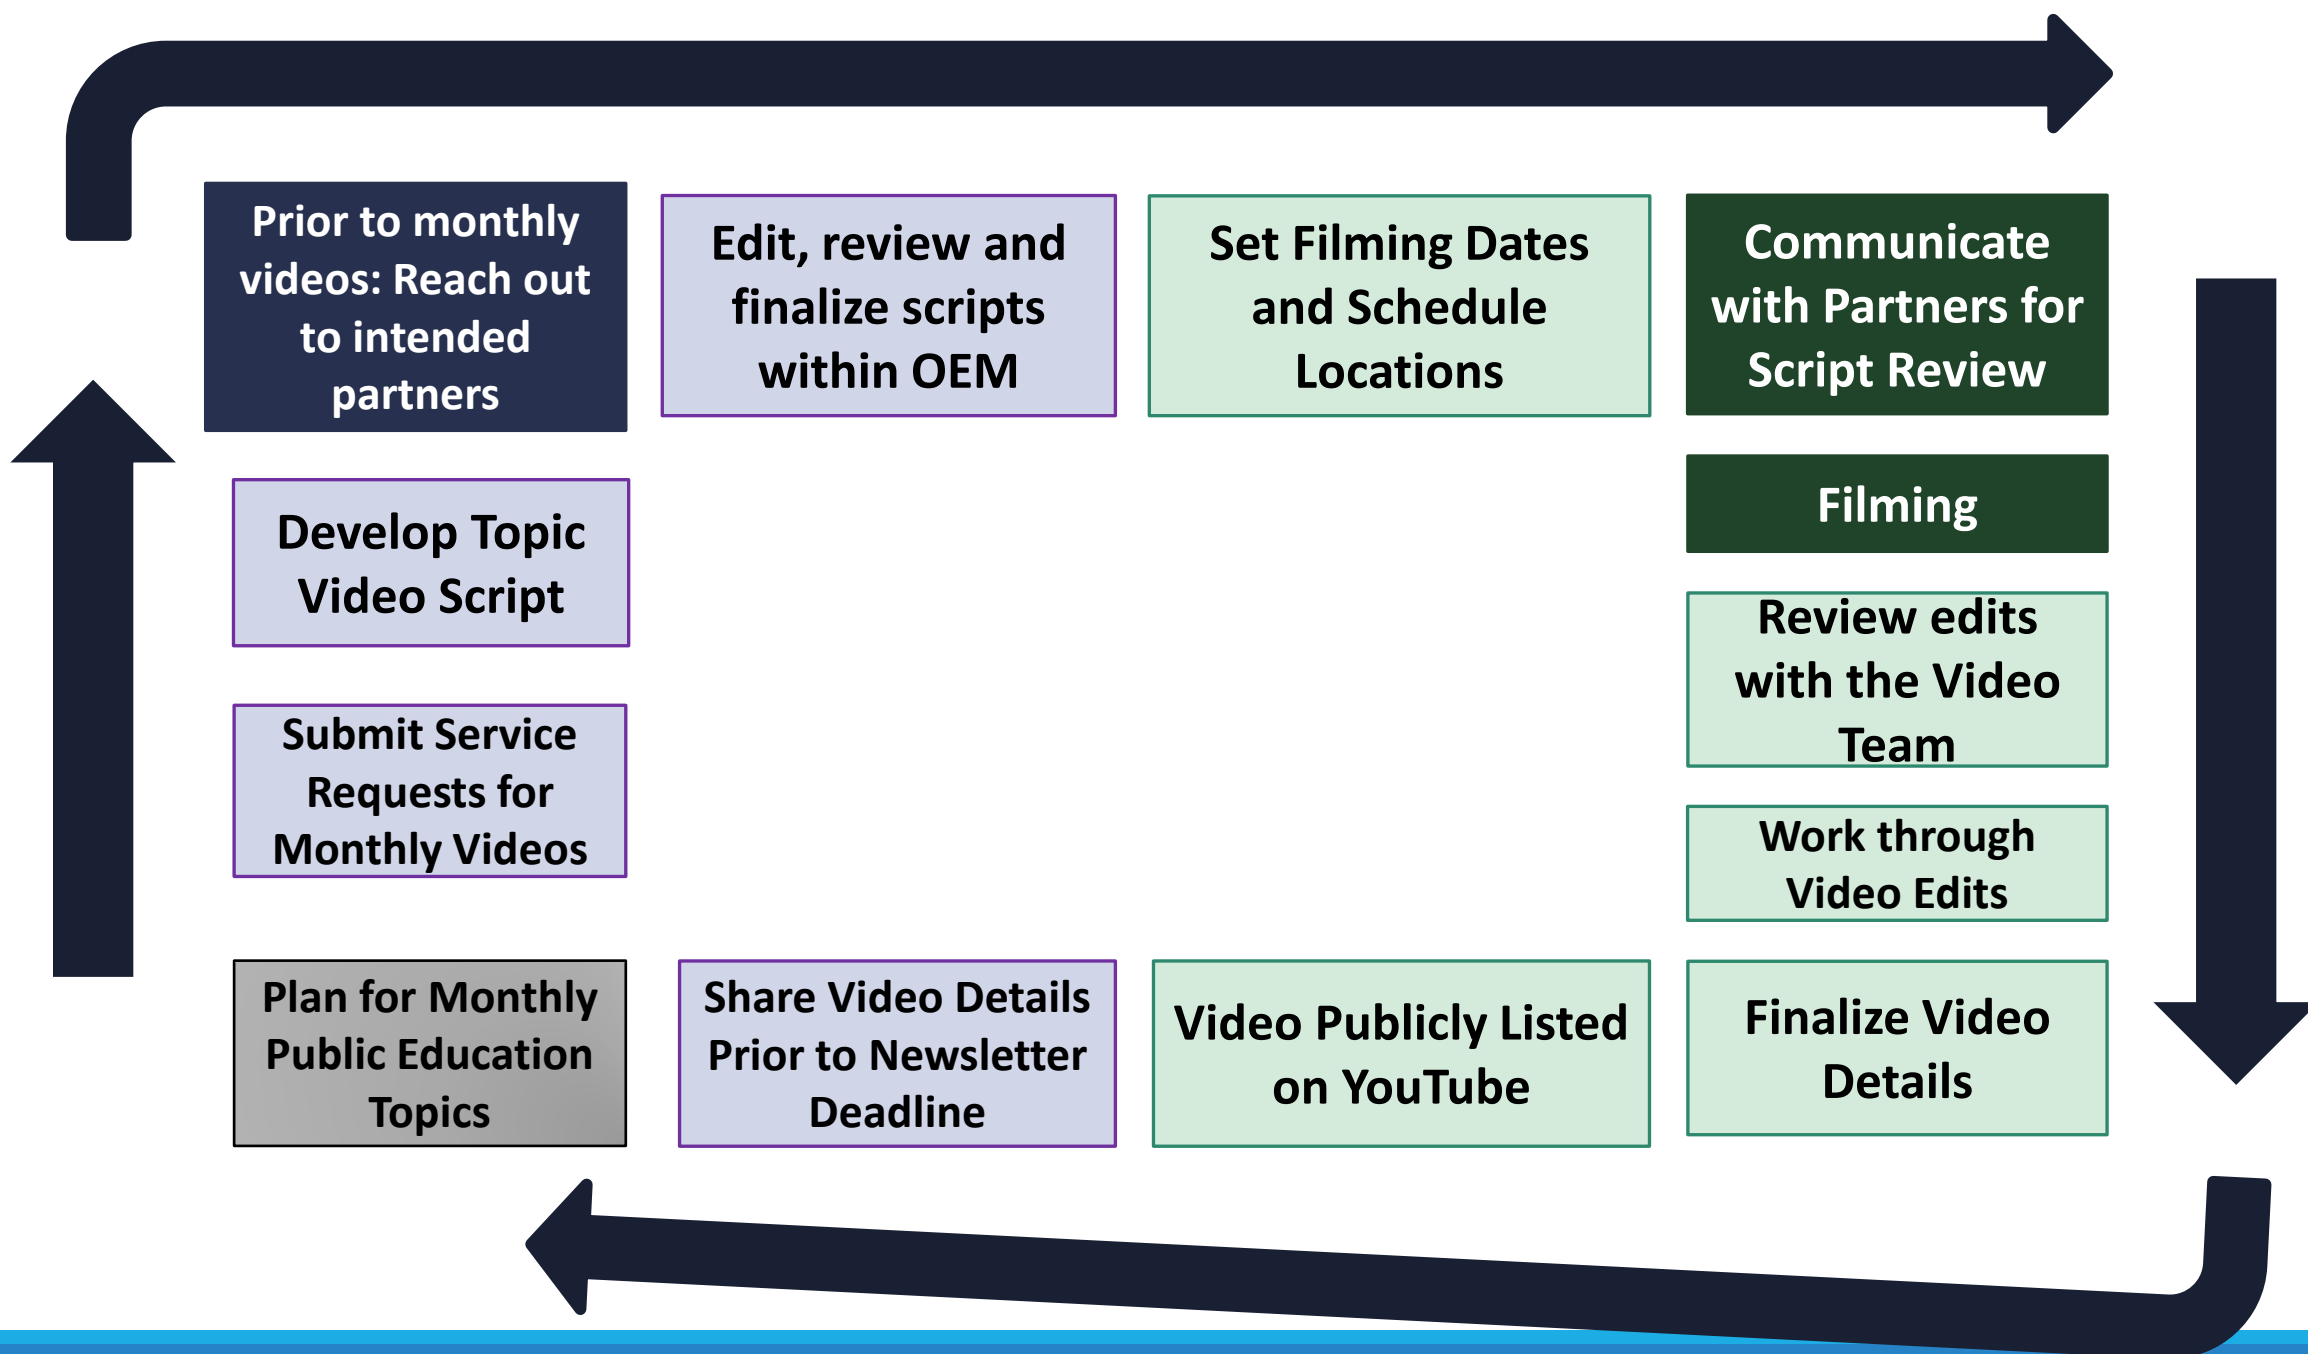 Prior to monthly
videos: Reach out
to intended
partners
Edit, review and
finalize scripts
within OEM
Set Filming Dates
and Schedule
Locations
Communicate
with Partners for
Script Review
Develop Topic
Video Script
Filming
Review edits
with the Video
Team
Submit Service
Requests for
Monthly Videos
Work through
Video Edits
Plan for Monthly
Public Education
Topics
Share Video Details
Prior to Newsletter
Deadline
Video Publicly Listed
on YouTube
Finalize Video
Details